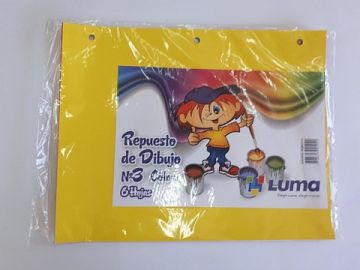 Repuesto
de Dibujo
Nº3 Color
6 Hojas
LUMA